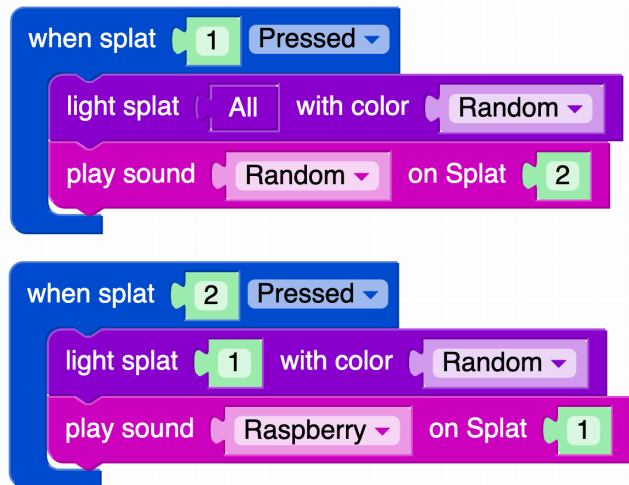 when splat 1 Pressed
light splat All with color Random
play sound Random on Splat 2
when splat 2 Pressed
light splat 1 with color Random
play sound Raspberry on Splat 1